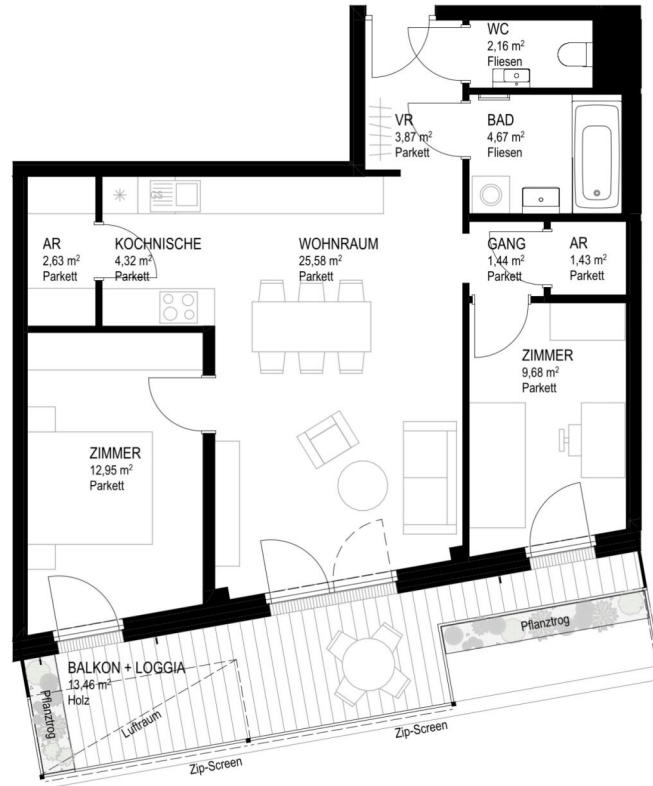 WC
2,16 m²
Fliesen
VR
3,87 m²
Parkett
BAD
4,67 m²
Fliesen
GS
AR
2,63 m²
Parkett
KOCHNISCHE
4,32 m²
Parkett
WOHNRAUM
25,58 m²
Parkett
GANG
1,44 m²
Parkett
AR
1,43 m²
Parkett
ZIMMER
9,68 m²
Parkett
ZIMMER
12,95 m²
Parkett
Pflanztrog
BALKON + LOGGIA
13,46 m²
Holz
Pflanztrog
Luftraum
Zip-Screen
Zip-Screen